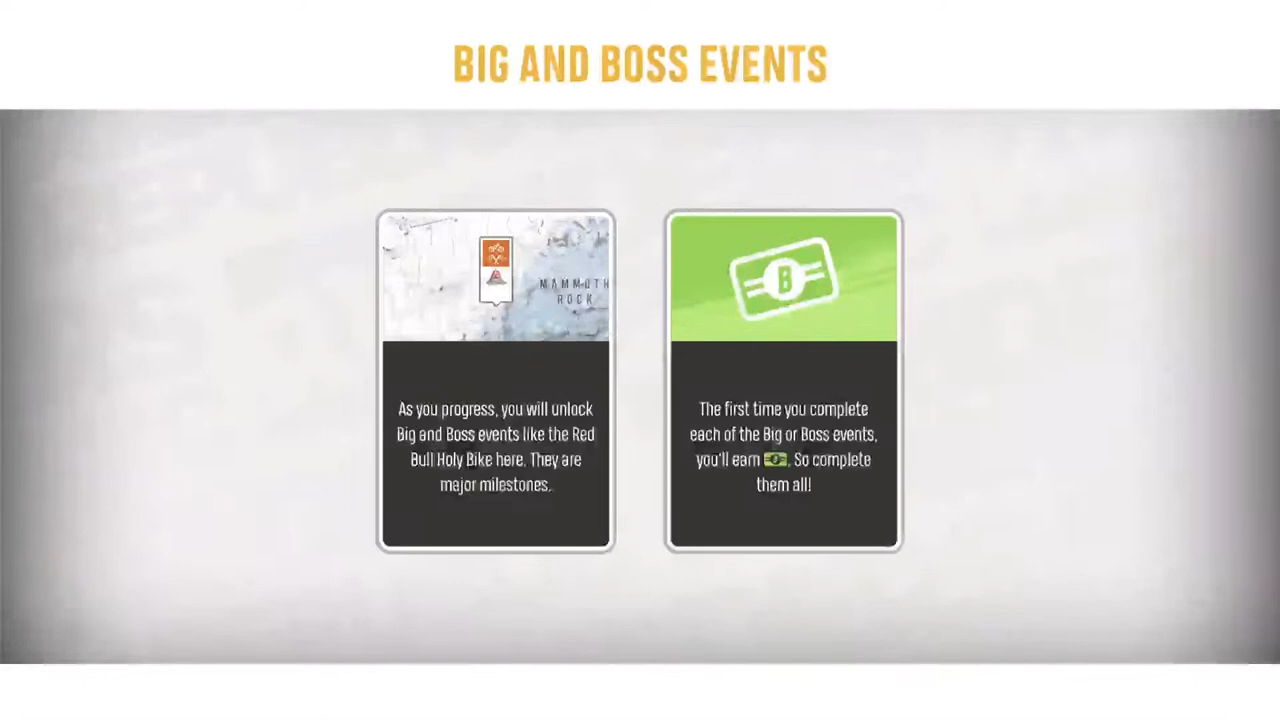 BIG AND BOSS EVENTS
MAMMOTH
ROCK
As you progress, you will unlock
Big and Boss events like the Red
Bull Holy Bike here. They are
major milestones.
B
The first time you complete
each of the Big or Boss events,
you'll earn . So complete
them all!